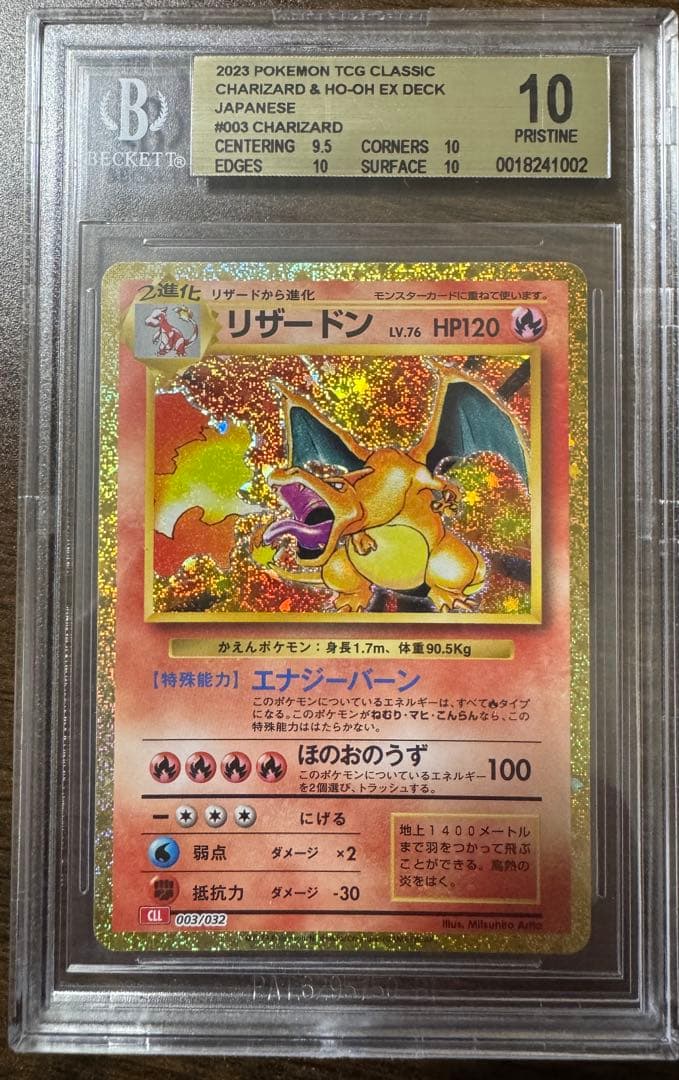 B
BECKETT®
2023 POKEMON TCG CLASSIC
CHARIZARD & HO-OH EX DECK
JAPANESE
#003 CHARIZARD
CENTERING 9.5 CORNERS 10
EDGES 10 SURFACE 10
10
PRISTINE
0018241002
2進化 リザードから進化 モンスターカードに重ねて使います。
リザードン LV.76 HP120
かえんポケモン：身長1.7m、体重90.5Kg
【特殊能力】エナジーバーン
このポケモンについているエネルギーは、すべてタイプ
になる。このポケモンがねむり・マヒ・こんらんなら、この
特殊能力ははたらかない。
ほのおのうず 100
このポケモンについているエネルギー
を2個選び、トラッシュする。
にげる
弱点 ダメージ ×2
抵抗力 ダメージ -30
地上1400メートル
まで羽をつかって飛ぶ
ことができる。高熱の
炎をはく。
CLL 003/032
Illus. Mitsuhiro Arita